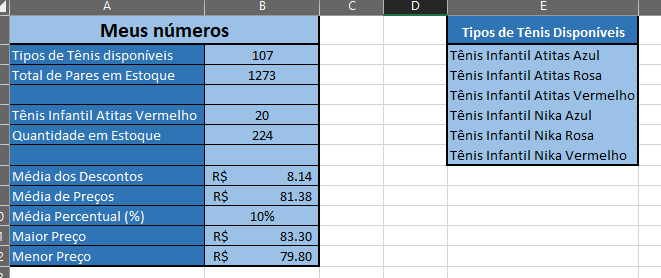 A B C D E
Meus números
Tipos de Tênis Disponíveis
Tipos de Tênis disponíveis 107
Tênis Infantil Atitas Azul
Total de Pares em Estoque 1273
Tênis Infantil Atitas Rosa
Tênis Infantil Atitas Vermelho
Tênis Infantil Atitas Vermelho 20
Tênis Infantil Nika Azul
Quantidade em Estoque 224
Tênis Infantil Nika Rosa
Tênis Infantil Nika Vermelho
Média dos Descontos R$ 8.14
Média de Preços R$ 81.38
Média Percentual (%) 10%
Maior Preço R$ 83.30
Menor Preço R$ 79.80